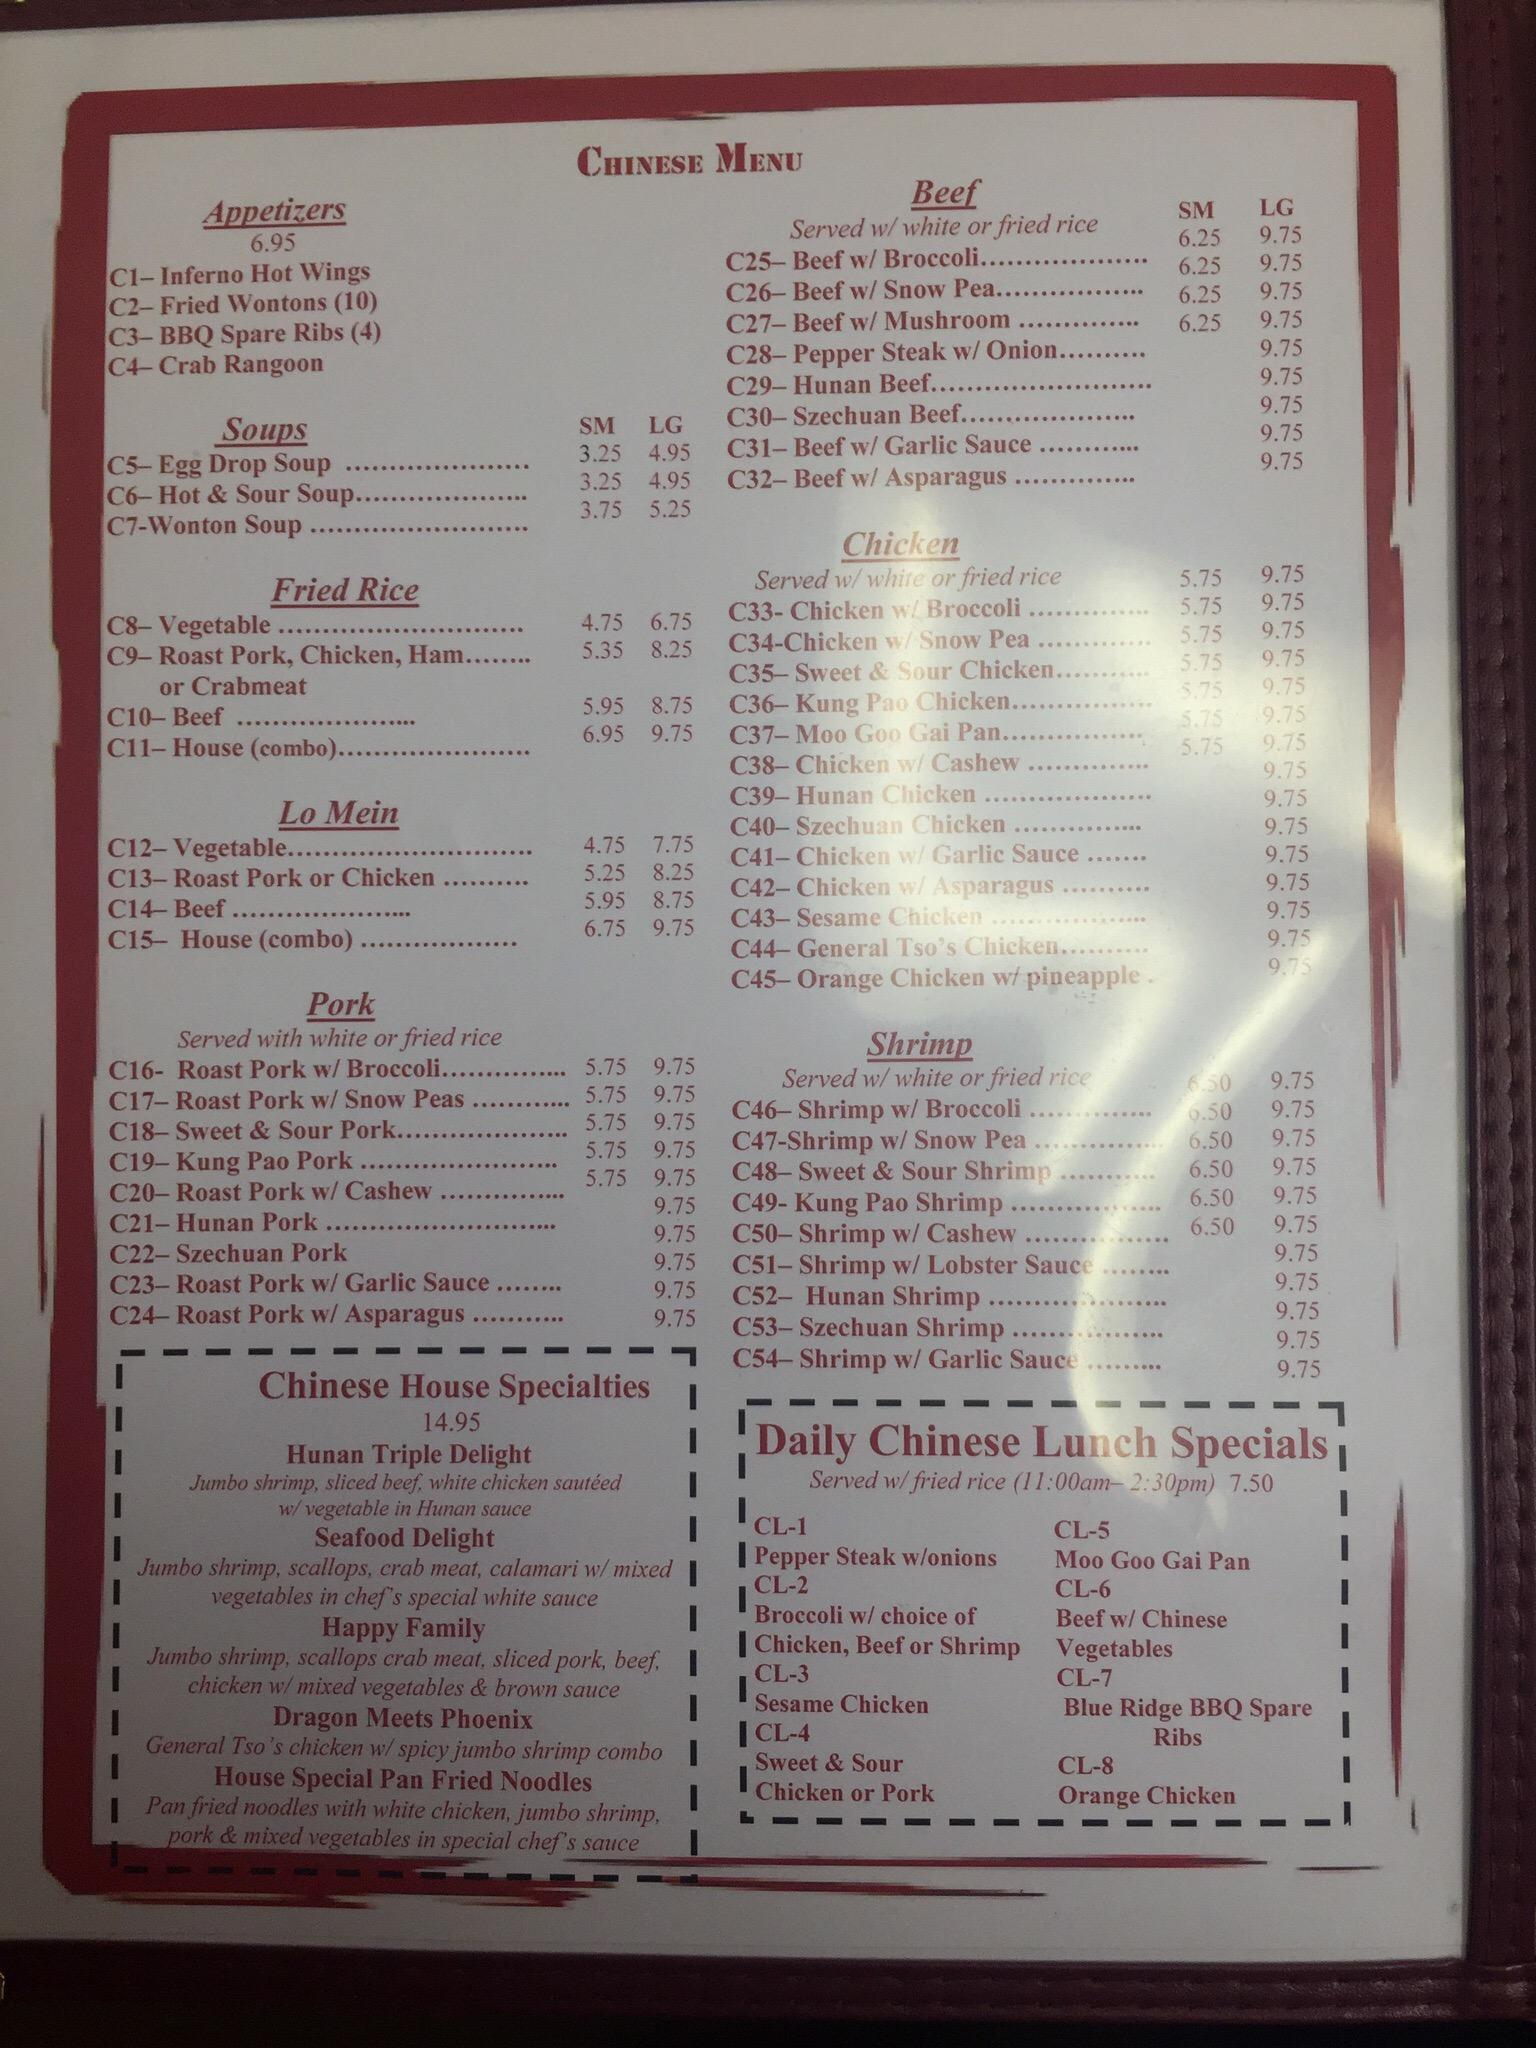 CHINESE MENU
Appetizers
6.95
C1– Inferno Hot Wings
C2– Fried Wontons (10)
C3– BBQ Spare Ribs (4)
C4– Crab Rangoon
Soups SM LG
C5– Egg Drop Soup ..................... 3.25 4.95
C6– Hot & Sour Soup.................... 3.25 4.95
C7-Wonton Soup ......................... 3.75 5.25
Fried Rice
C8– Vegetable ............................ 4.75 6.75
C9– Roast Pork, Chicken, Ham........ 5.35 8.25
or Crabmeat
C10– Beef .................... 5.95 8.75
C11– House (combo)...................... 6.95 9.75
Lo Mein
C12– Vegetable............................ 4.75 7.75
C13– Roast Pork or Chicken .......... 5.25 8.25
C14– Beef .................... 5.95 8.75
C15– House (combo) .................. 6.75 9.75
Pork
Served with white or fried rice
C16- Roast Pork w/ Broccoli............... 5.75 9.75
C17– Roast Pork w/ Snow Peas ........... 5.75 9.75
C18– Sweet & Sour Pork.................... 5.75 9.75
C19– Kung Pao Pork ....................... 5.75 9.75
C20– Roast Pork w/ Cashew .............. 5.75 9.75
C21– Hunan Pork .......................... 9.75
C22– Szechuan Pork 9.75
C23– Roast Pork w/ Garlic Sauce ........ 9.75
C24– Roast Pork w/ Asparagus ........... 9.75
9.75
Chinese House Specialties
14.95
Hunan Triple Delight
Jumbo shrimp, sliced beef, white chicken sautéed
w/ vegetable in Hunan sauce
Seafood Delight
Jumbo shrimp, scallops, crab meat, calamari w/ mixed
vegetables in chef's special white sauce
Happy Family
Jumbo shrimp, scallops crab meat, sliced pork, beef,
chicken w/ mixed vegetables & brown sauce
Dragon Meets Phoenix
General Tso's chicken w/ spicy jumbo shrimp combo
House Special Pan Fried Noodles
Pan fried noodles with white chicken, jumbo shrimp,
pork & mixed vegetables in special chef's sauce
Beef SM LG
Served w/ white or fried rice 6.25 9.75
C25– Beef w/ Broccoli................... 6.25 9.75
C26– Beef w/ Snow Pea................. 6.25 9.75
C27– Beef w/ Mushroom .............. 6.25 9.75
C28– Pepper Steak w/ Onion.......... 9.75
C29– Hunan Beef......................... 9.75
C30– Szechuan Beef.................... 9.75
C31– Beef w/ Garlic Sauce ........... 9.75
C32– Beef w/ Asparagus .............. 9.75
Chicken
Served w/ white or fried rice 5.75 9.75
C33- Chicken w/ Broccoli .............. 5.75 9.75
C34-Chicken w/ Snow Pea ............. 5.75 9.75
C35– Sweet & Sour Chicken........... 5.75 9.75
C36– Kung Pao Chicken................ 5.75 9.75
C37– Moo Goo Gai Pan................ 5.75 9.75
C38– Chicken w/ Cashew .............. 5.75 9.75
C39– Hunan Chicken ................... 9.75
C40– Szechuan Chicken ............... 9.75
C41– Chicken w/ Garlic Sauce ....... 9.75
C42– Chicken w/ Asparagus .......... 9.75
C43– Sesame Chicken .................. 9.75
C44– General Tso's Chicken.......... 9.75
C45– Orange Chicken w/ pineapple . 9.75
9.75
Shrimp
Served w/ white or fried rice 6.50 9.75
C46– Shrimp w/ Broccoli .............. 6.50 9.75
C47-Shrimp w/ Snow Pea .............. 6.50 9.75
C48– Sweet & Sour Shrimp ........... 6.50 9.75
C49- Kung Pao Shrimp ................. 6.50 9.75
C50– Shrimp w/ Cashew ................ 6.50 9.75
C51– Shrimp w/ Lobster Sauce ........ 9.75
C52– Hunan Shrimp .................... 9.75
C53– Szechuan Shrimp ................. 9.75
C54– Shrimp w/ Garlic Sauce ......... 9.75
9.75
Daily Chinese Lunch Specials
Served w/ fried rice (11:00am– 2:30pm) 7.50
CL-1
Pepper Steak w/onions
CL-2
Broccoli w/ choice of
Chicken, Beef or Shrimp
CL-3
Sesame Chicken
CL-4
Sweet & Sour
Chicken or Pork
CL-5
Moo Goo Gai Pan
CL-6
Beef w/ Chinese
Vegetables
CL-7
Blue Ridge BBQ Spare
Ribs
CL-8
Orange Chicken